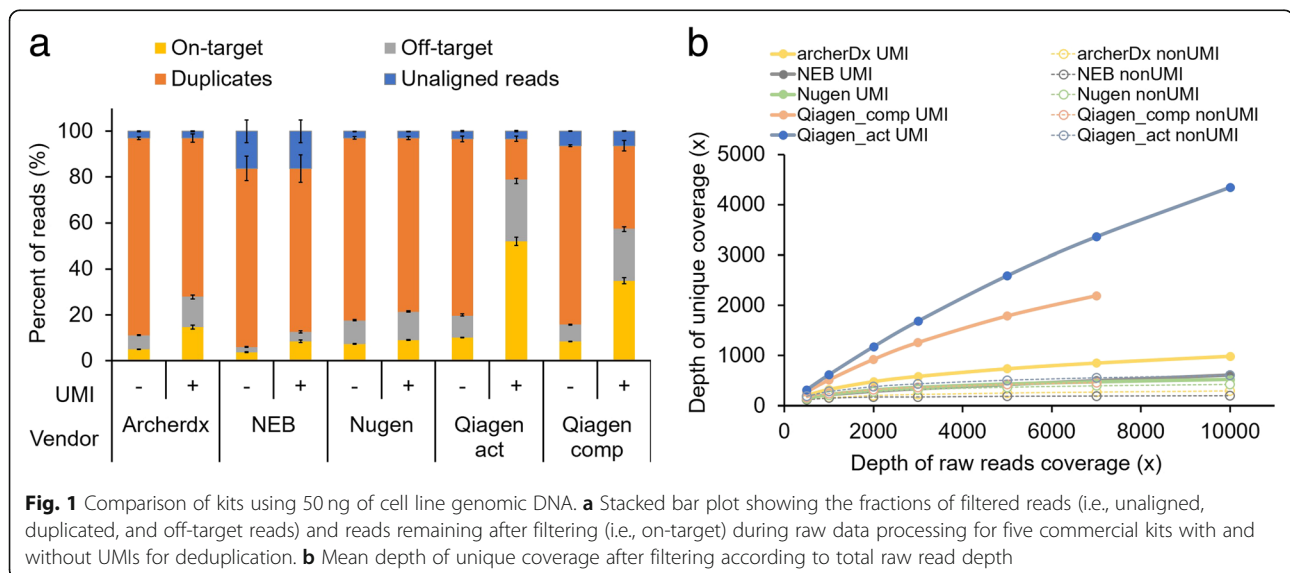 a
On-target
Off-target
Duplicates
Unaligned reads
Percent of reads (%)
100
80
60
40
20
0
UMI - + - + - + - + - +
Vendor Archerdx NEB Nugen Qiagen act Qiagen comp
b
archerDx UMI
archerDx nonUMI
NEB UMI
NEB nonUMI
Nugen UMI
Nugen nonUMI
Qiagen_comp UMI
Qiagen_comp nonUMI
Qiagen_act UMI
Qiagen_act nonUMI
Depth of unique coverage (x)
5000
4000
3000
2000
1000
0
0 2000 4000 6000 8000 10000
Depth of raw reads coverage (x)
Fig. 1 Comparison of kits using 50 ng of cell line genomic DNA. a Stacked bar plot showing the fractions of filtered reads (i.e., unaligned,
duplicated, and off-target reads) and reads remaining after filtering (i.e., on-target) during raw data processing for five commercial kits with and
without UMIs for deduplication. b Mean depth of unique coverage after filtering according to total raw read depth